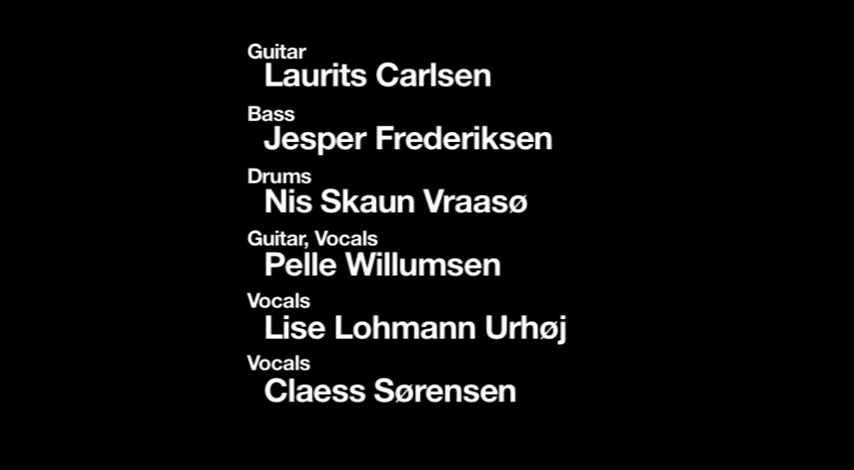 Guitar
Laurits Carlsen
Bass
Jesper Frederiksen
Drums
Nis Skaun Vraasø
Guitar, Vocals
Pelle Willumsen
Vocals
Lise Lohmann Urhøj
Vocals
Claess Sørensen